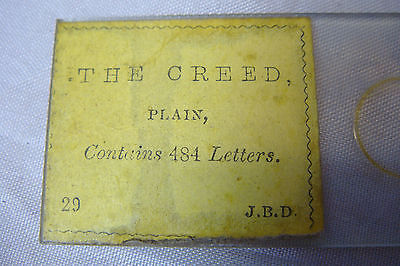 THE CREED,
PLAIN,
Contains 484 Letters.
29 J.B.D.